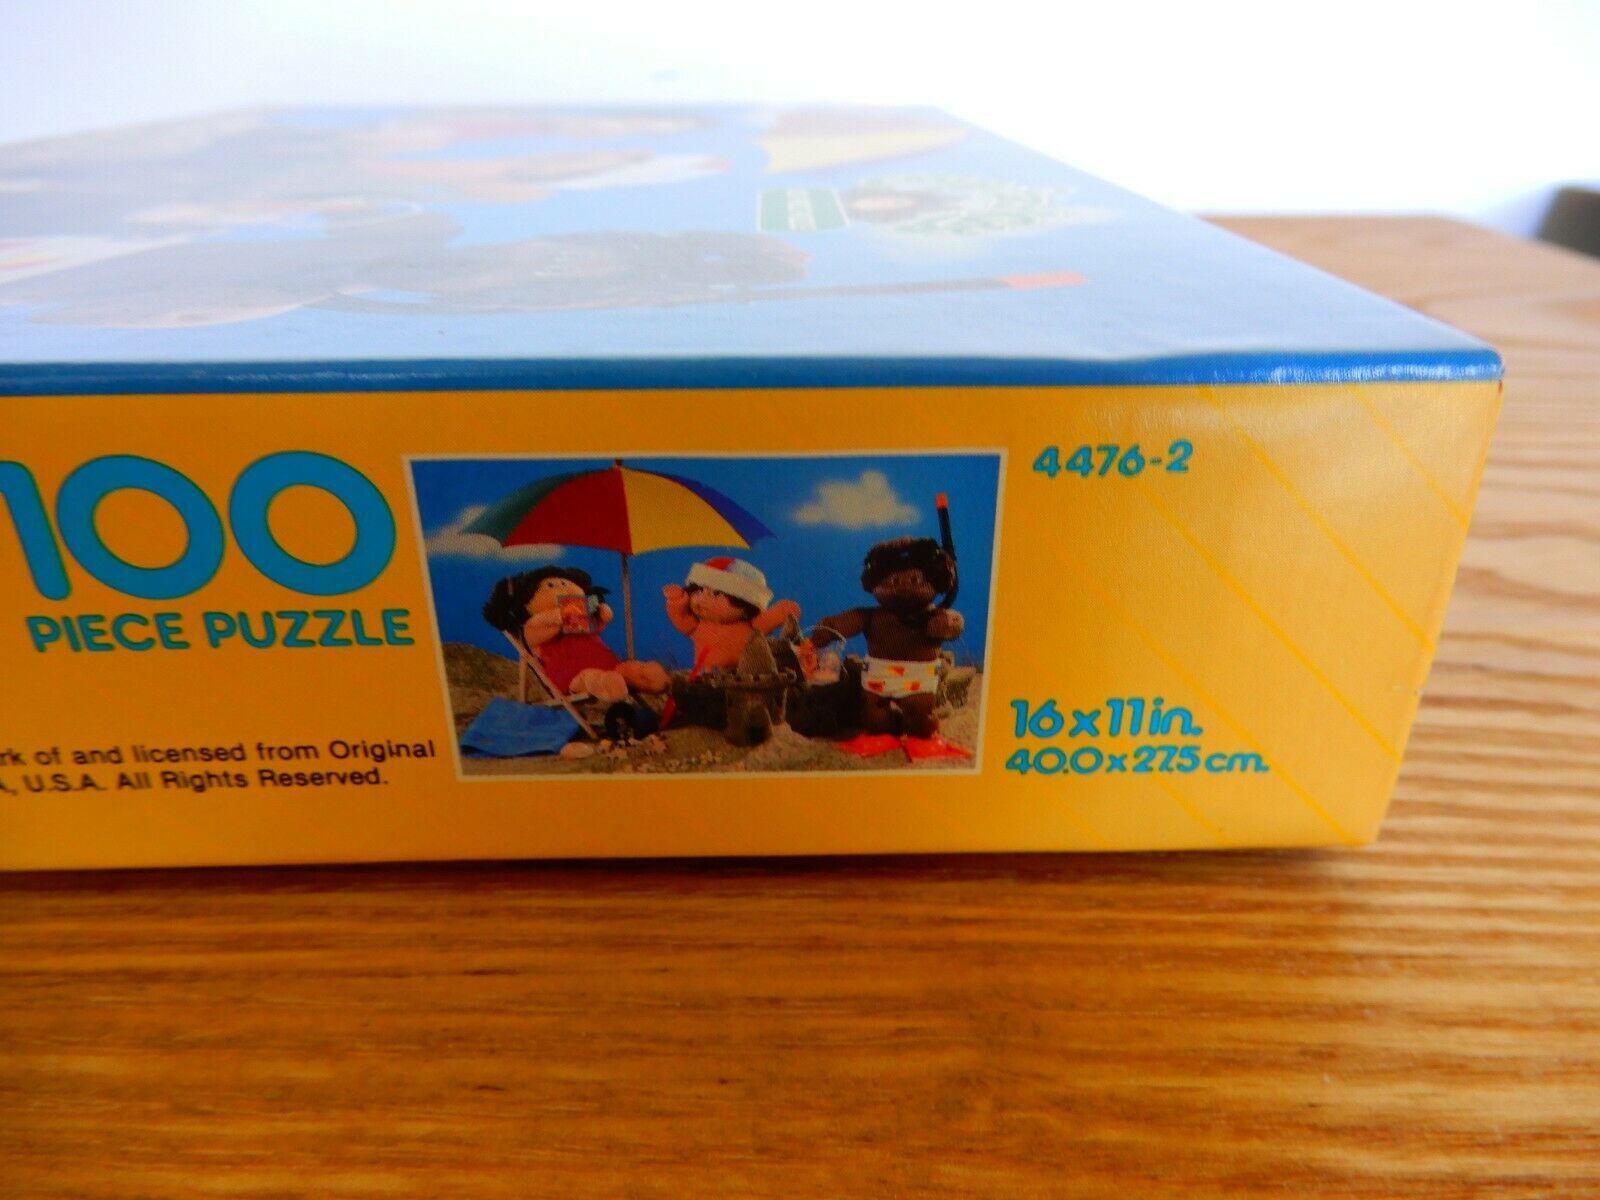 100
PIECE PUZZLE
rk of and licensed from Original
A, U.S.A. All Rights Reserved.
4476-2
16x11in.
40.0x27.5cm.